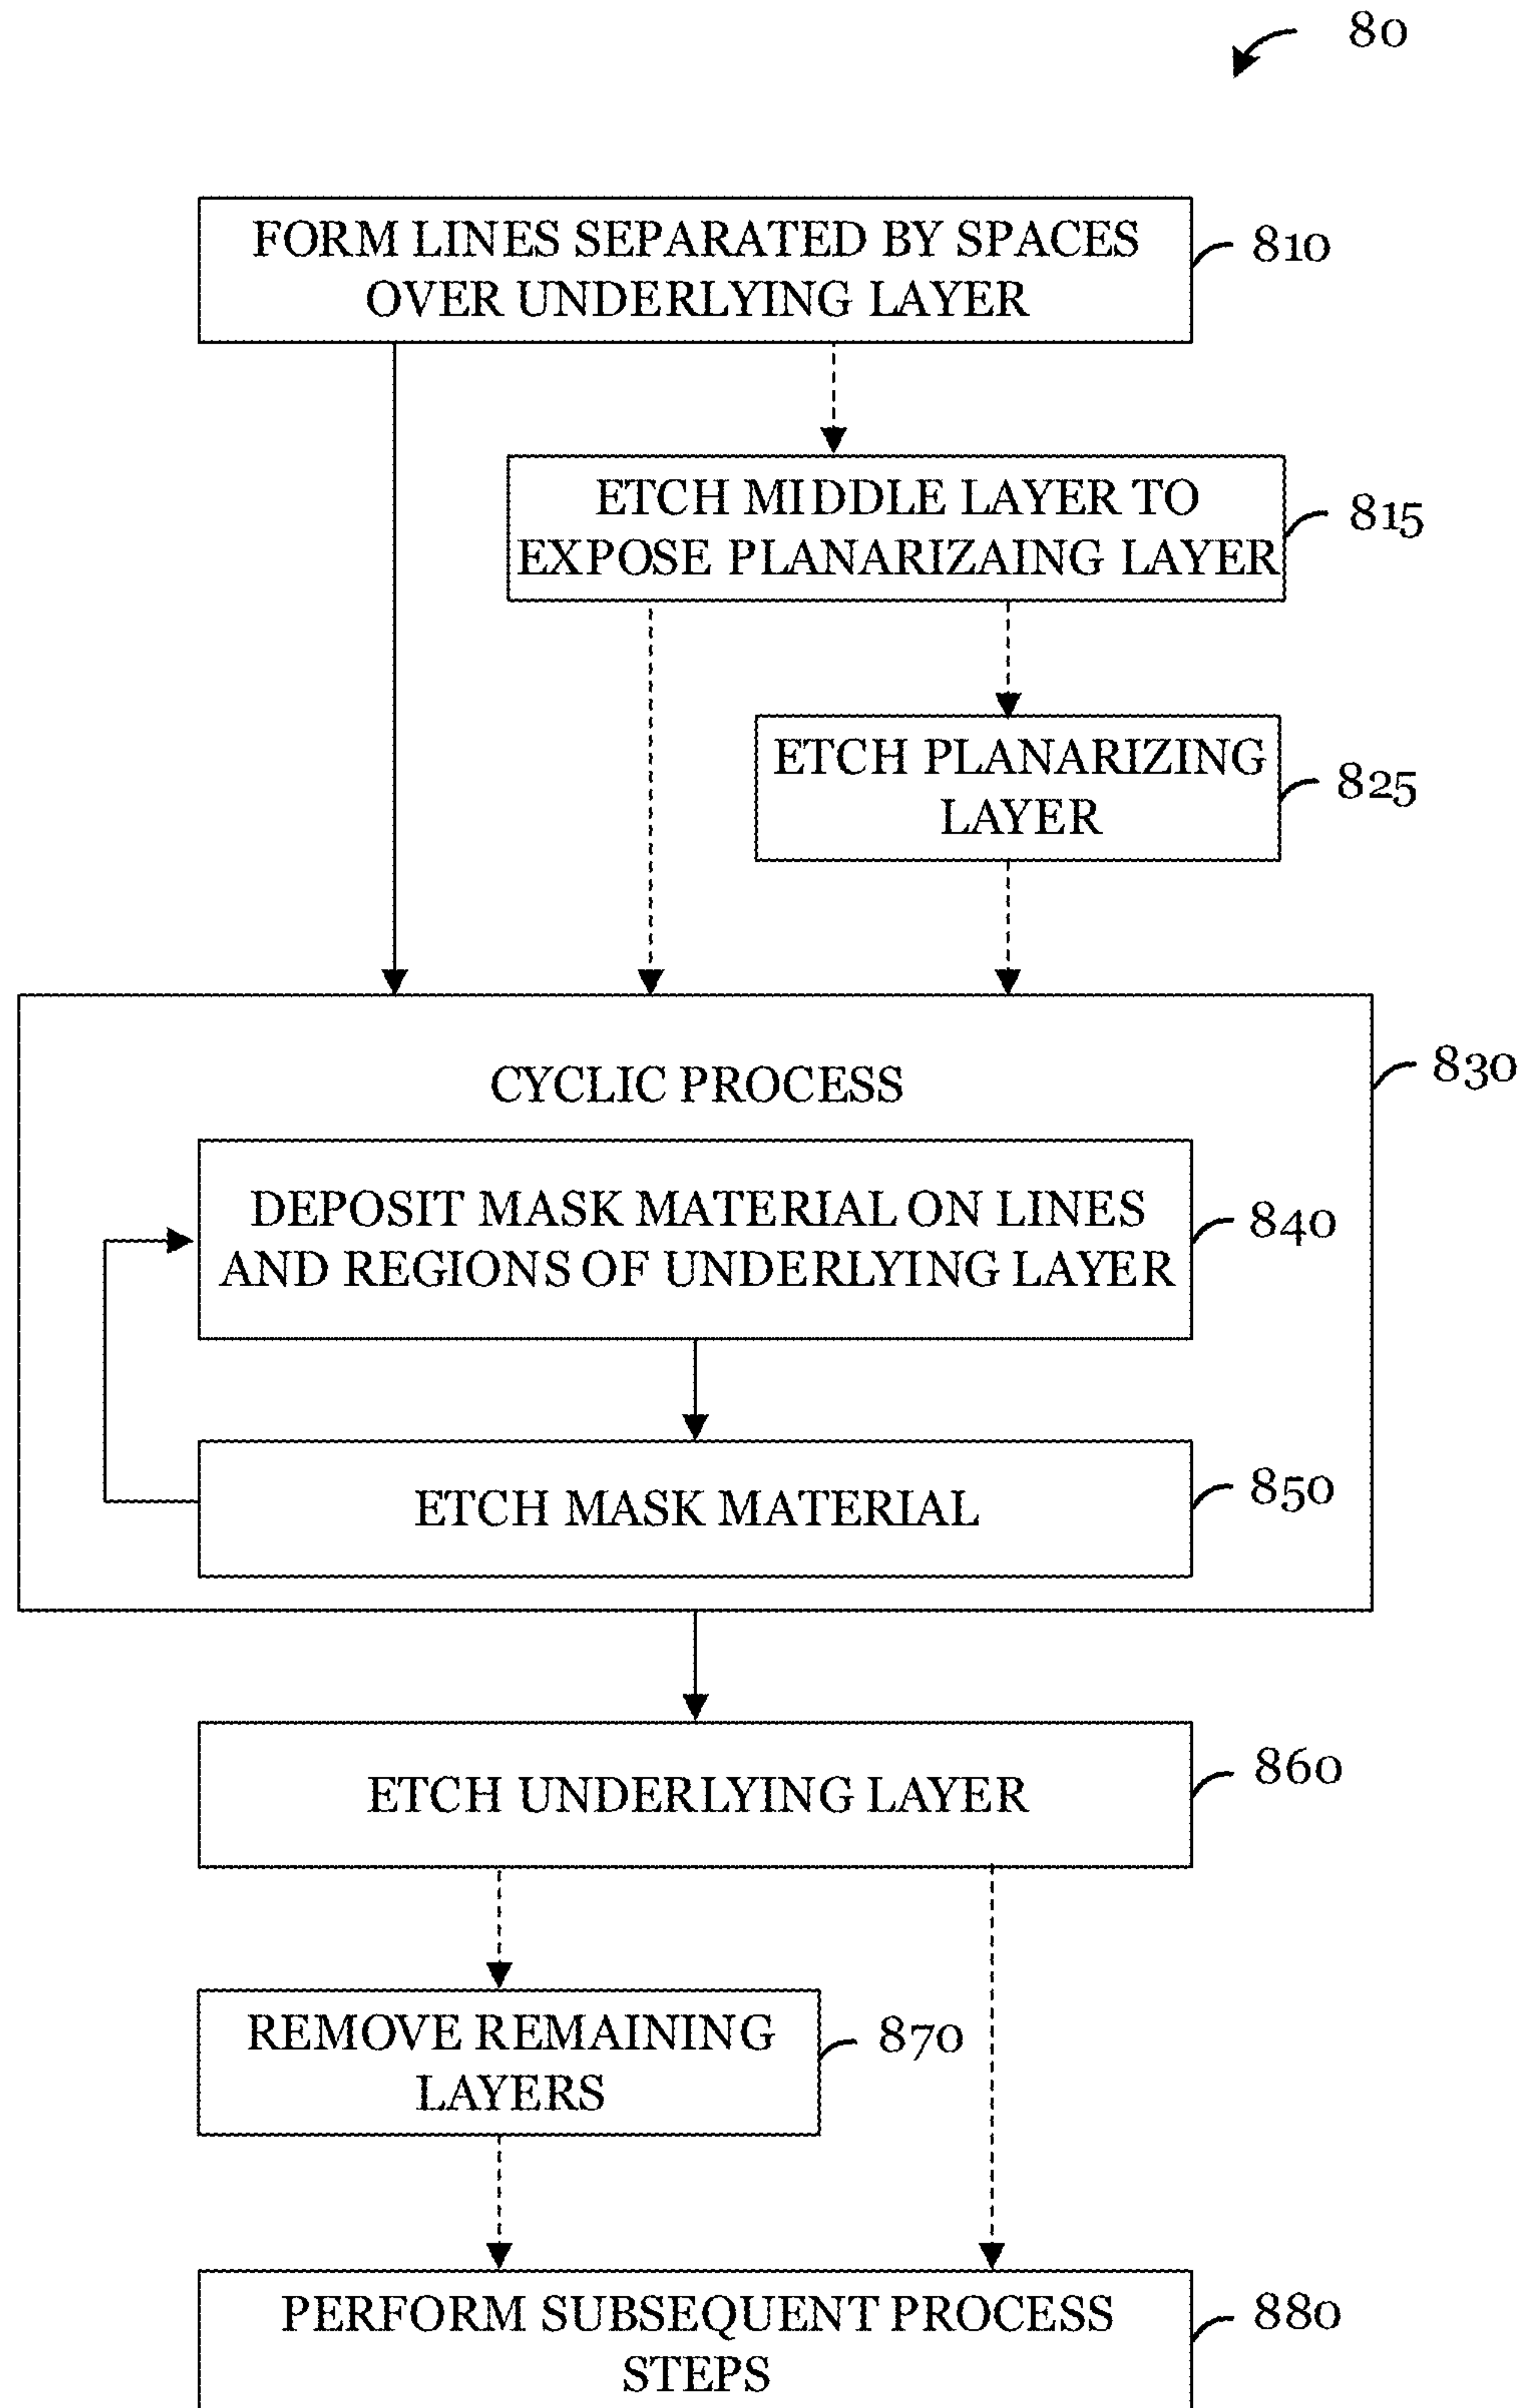 80
FORM LINES SEPARATED BY SPACES
OVER UNDERLYING LAYER
810
ETCH MIDDLE LAYER TO
EXPOSE PLANARIZAING LAYER
815
ETCH PLANARIZING
LAYER
825
CYCLIC PROCESS
830
DEPOSIT MASK MATERIAL ON LINES
AND REGIONS OF UNDERLYING LAYER
840
ETCH MASK MATERIAL
850
ETCH UNDERLYING LAYER
860
REMOVE REMAINING
LAYERS
870
PERFORM SUBSEQUENT PROCESS
STEPS
880